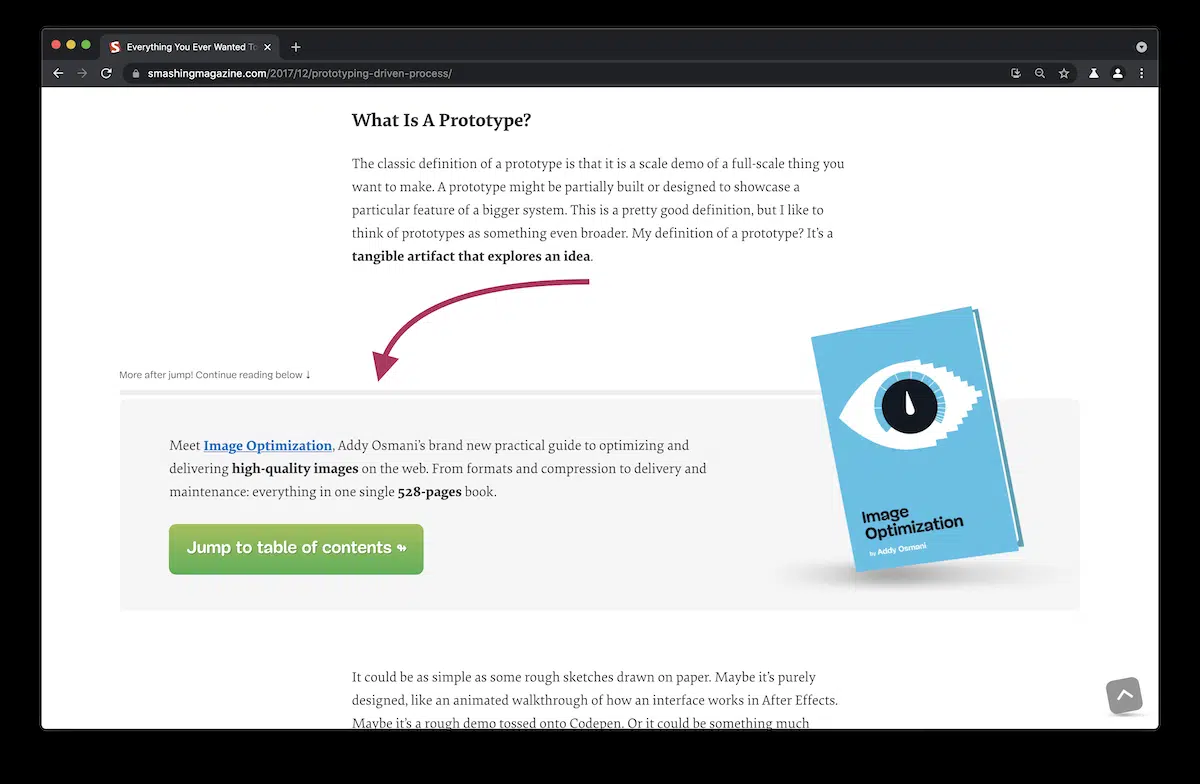 Everything You Ever Wanted To
smashingmagazine.com/2017/12/prototyping-driven-process/
What Is A Prototype?
The classic definition of a prototype is that it is a scale demo of a full-scale thing you
want to make. A prototype might be partially built or designed to showcase a
particular feature of a bigger system. This is a pretty good definition, but I like to
think of prototypes as something even broader. My definition of a prototype? It's a
tangible artifact that explores an idea.
More after jump! Continue reading below ↓
Meet Image Optimization, Addy Osmani's brand new practical guide to optimizing and
delivering high-quality images on the web. From formats and compression to delivery and
maintenance: everything in one single 528-pages book.
Jump to table of contents ↬
Image
Optimization
by Addy Osmani
It could be as simple as some rough sketches drawn on paper. Maybe it's purely
designed, like an animated walkthrough of how an interface works in After Effects.
Maybe it's a rough demo tossed onto Codepen. Or it could be something much